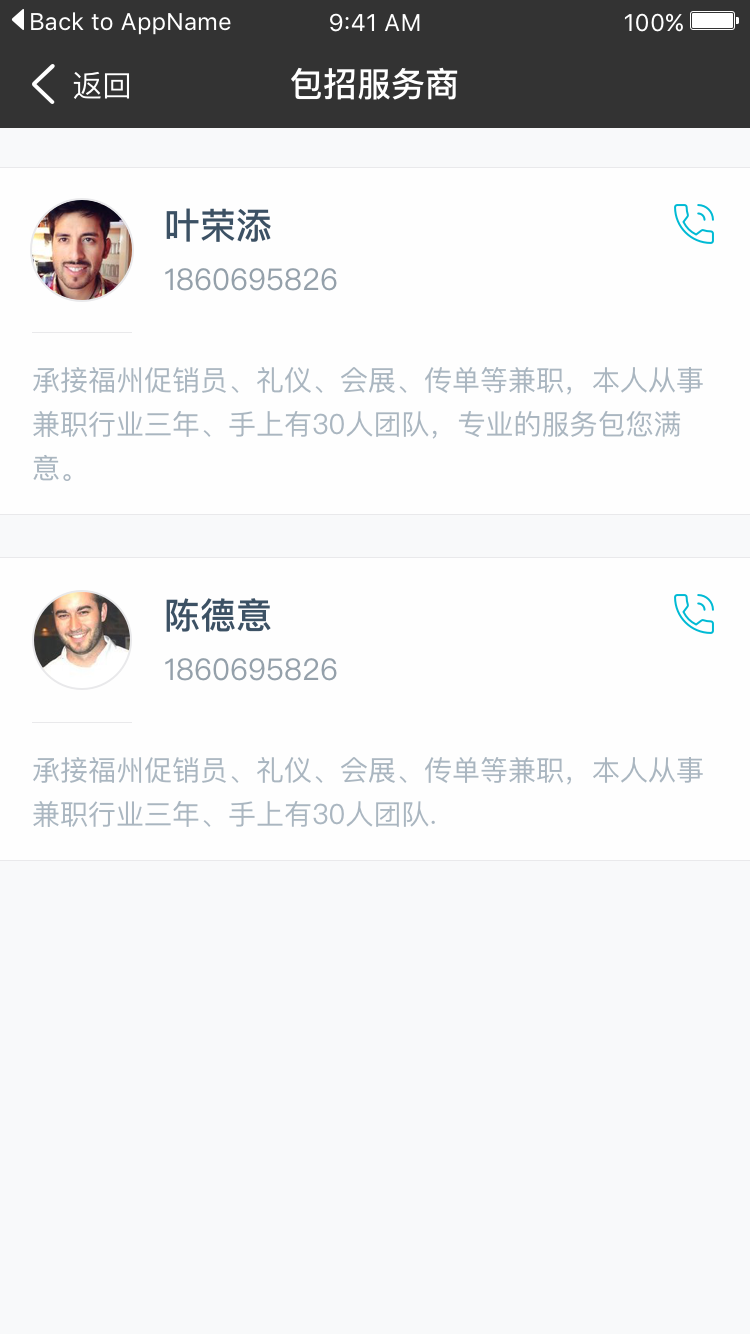 Back to AppName 9:41 AM 100%
返回 包招服务商
叶荣添
1860695826
承接福州促销员、礼仪、会展、传单等兼职，本人从事
兼职行业三年、手上有30人团队，专业的服务包您满
意。
陈德意
1860695826
承接福州促销员、礼仪、会展、传单等兼职，本人从事
兼职行业三年、手上有30人团队.